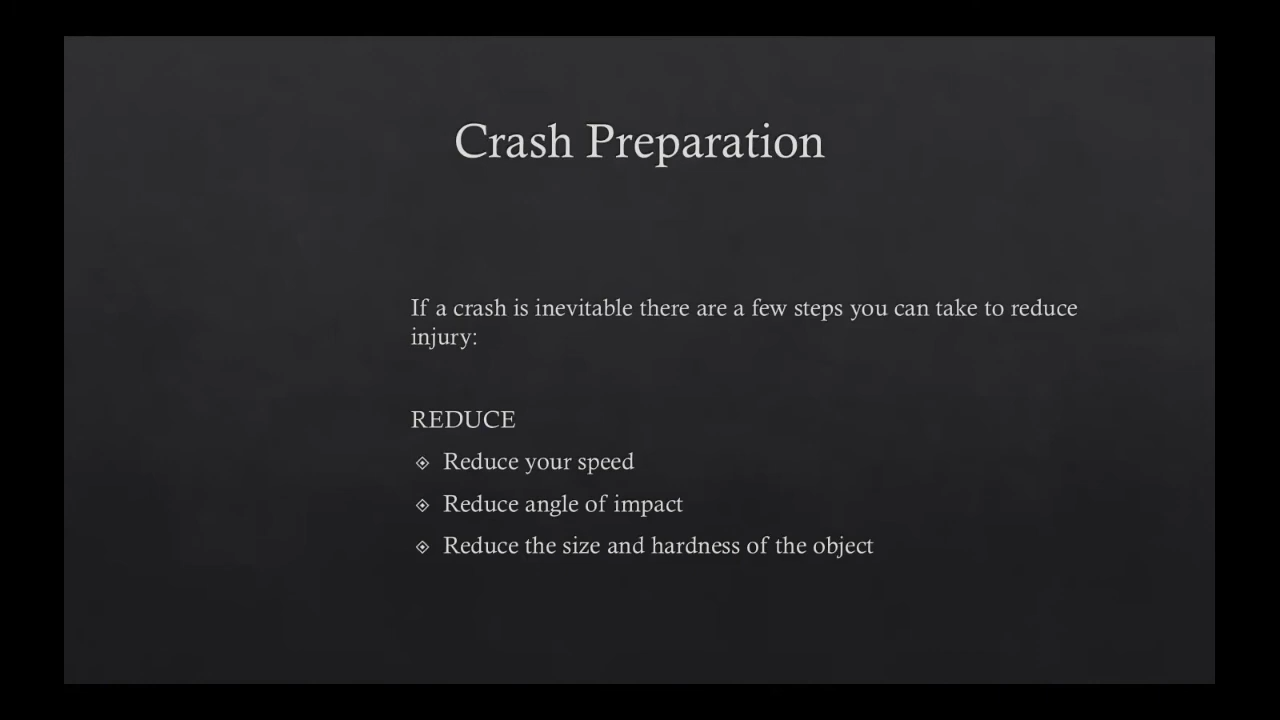 Crash Preparation
If a crash is inevitable there are a few steps you can take to reduce
injury:
REDUCE
Reduce your speed
Reduce angle of impact
Reduce the size and hardness of the object